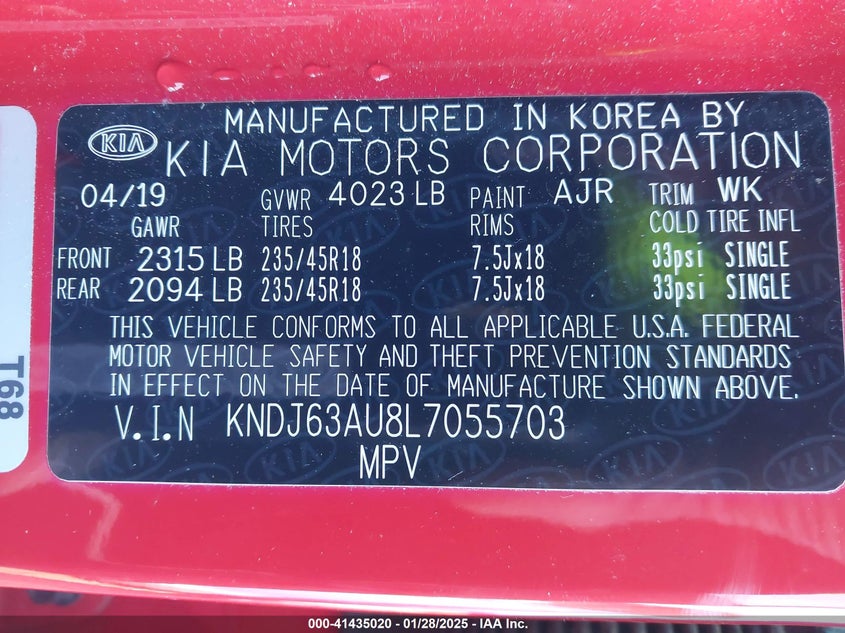 MANUFACTURED IN KOREA BY
KIA KIA MOTORS CORPORATION
04/19 GVWR 4023 LB PAINT AJR TRIM WK
GAWR TIRES RIMS COLD TIRE INFL
FRONT 2315 LB 235/45R18 7.5Jx18 33psi SINGLE
REAR 2094 LB 235/45R18 7.5Jx18 33psi SINGLE
THIS VEHICLE CONFORMS TO ALL APPLICABLE U.S.A. FEDERAL
MOTOR VEHICLE SAFETY AND THEFT PREVENTION STANDARDS
IN EFFECT ON THE DATE OF MANUFACTURE SHOWN ABOVE.
V.I.N KNDJ63AU8L7055703
MPV
T68
000-41435020 - 01/28/2025 - IAA Inc.